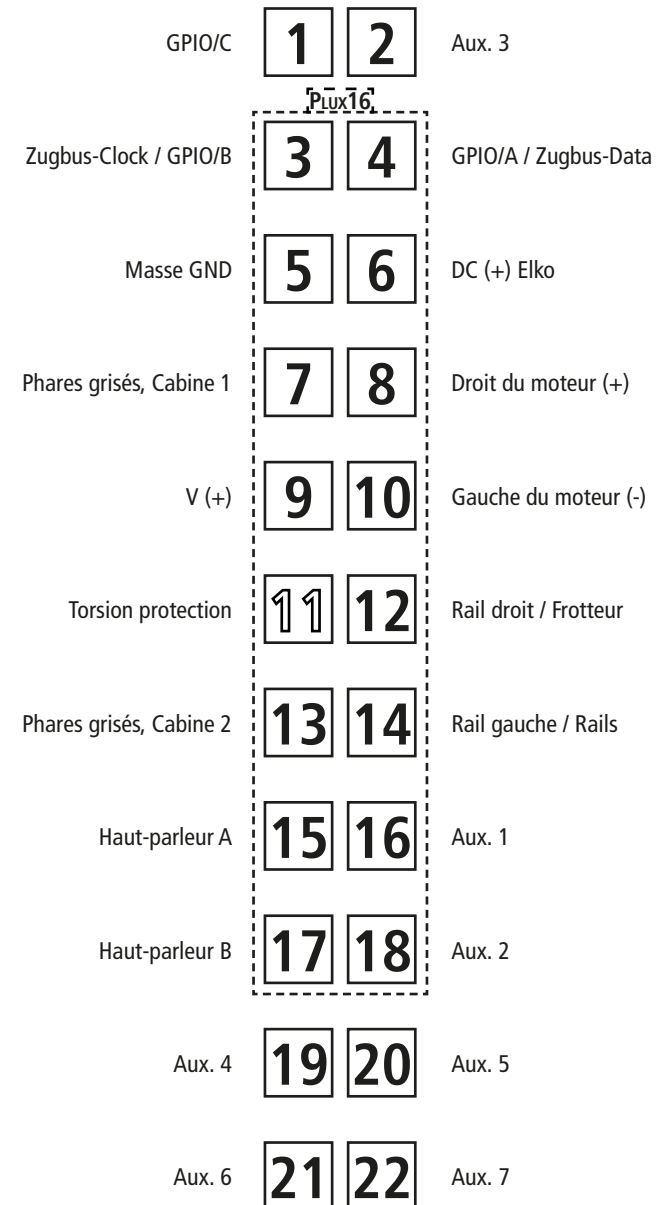 GPIO/C 1 2 Aux. 3
PLUX16
Zugbus-Clock / GPIO/B 3 4 GPIO/A / Zugbus-Data
Masse GND 5 6 DC (+) Elko
Phares grisés, Cabine 1 7 8 Droit du moteur (+)
V (+) 9 10 Gauche du moteur (-)
Torsion protection 11 12 Rail droit / Frotteur
Phares grisés, Cabine 2 13 14 Rail gauche / Rails
Haut-parleur A 15 16 Aux. 1
Haut-parleur B 17 18 Aux. 2
Aux. 4 19 20 Aux. 5
Aux. 6 21 22 Aux. 7